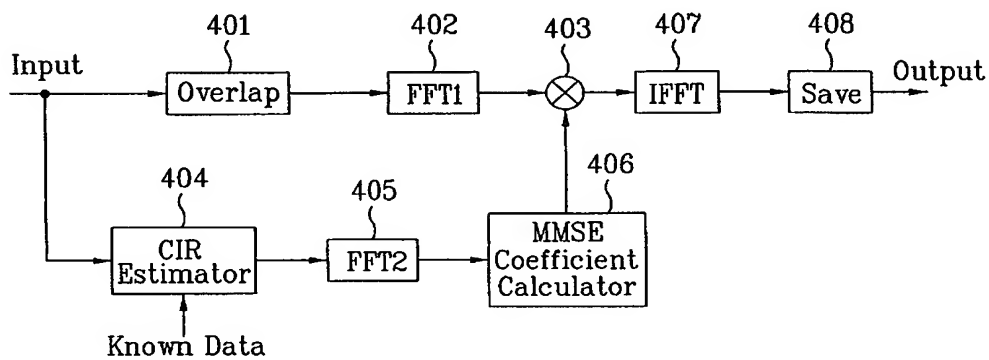 401
402
403
407
408
Input
Overlap
FFT1
IFFT
Save
Output
404
405
406
CIR
Estimator
FFT2
MMSE
Coefficient
Calculator
Known Data